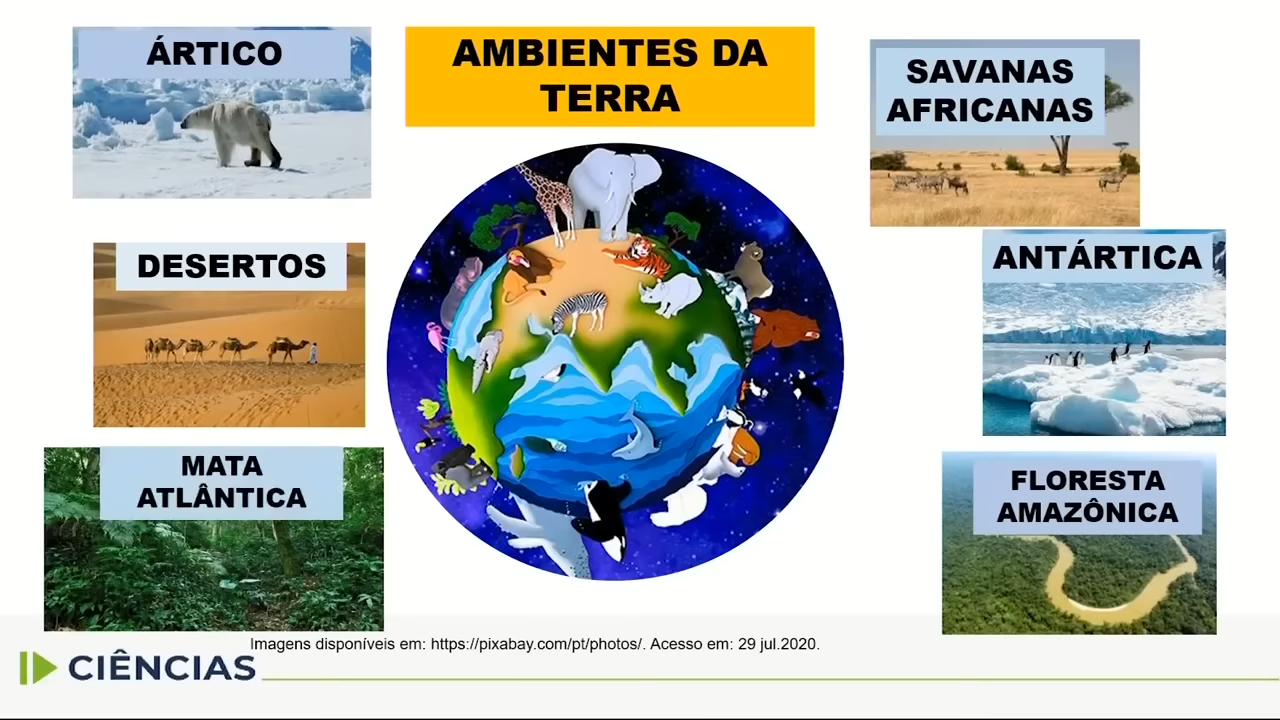 AMBIENTES DA
TERRA
ÁRTICO
SAVANAS
AFRICANAS
DESERTOS
ANTÁRTICA
MATA
ATLÂNTICA
FLORESTA
AMAZÔNICA
Imagens disponíveis em: https://pixabay.com/pt/photos/. Acesso em: 29 jul.2020.
CIÊNCIAS